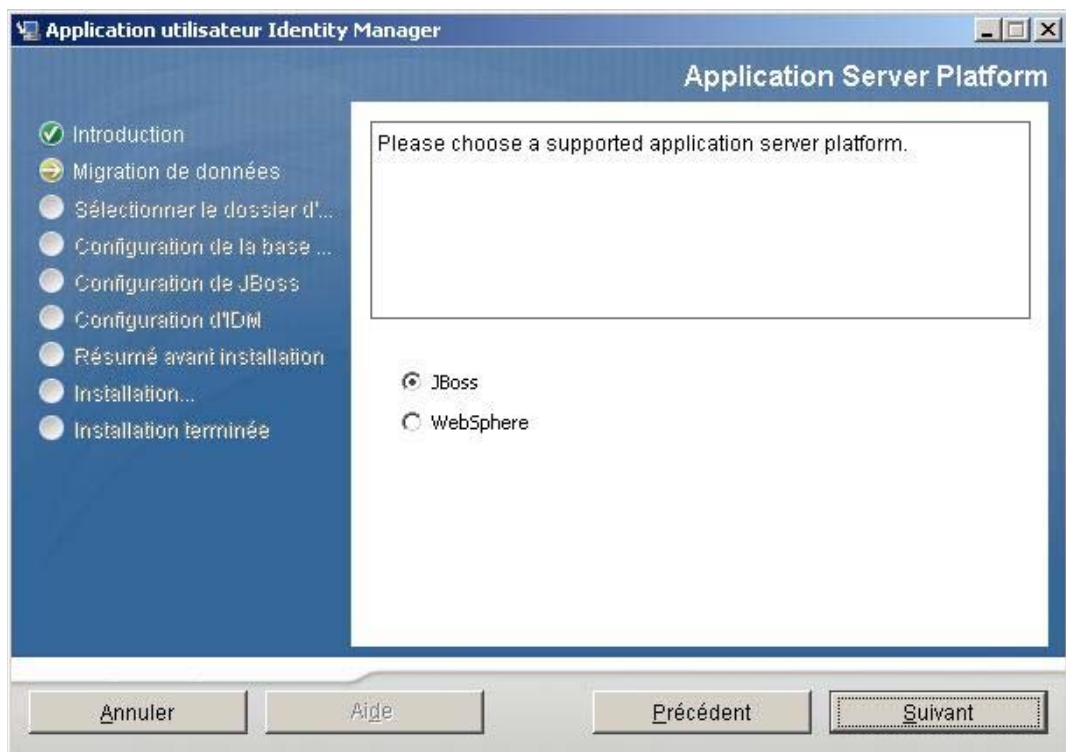 Application utilisateur Identity Manager
Application Server Platform
Introduction
Migration de données
Sélectionner le dossier d'...
Configuration de la base ...
Configuration de JBoss
Configuration d'IDM
Résumé avant installation
Installation...
Installation terminée
Please choose a supported application server platform.
JBoss
WebSphere
Annuler
Aide
Précédent
Suivant